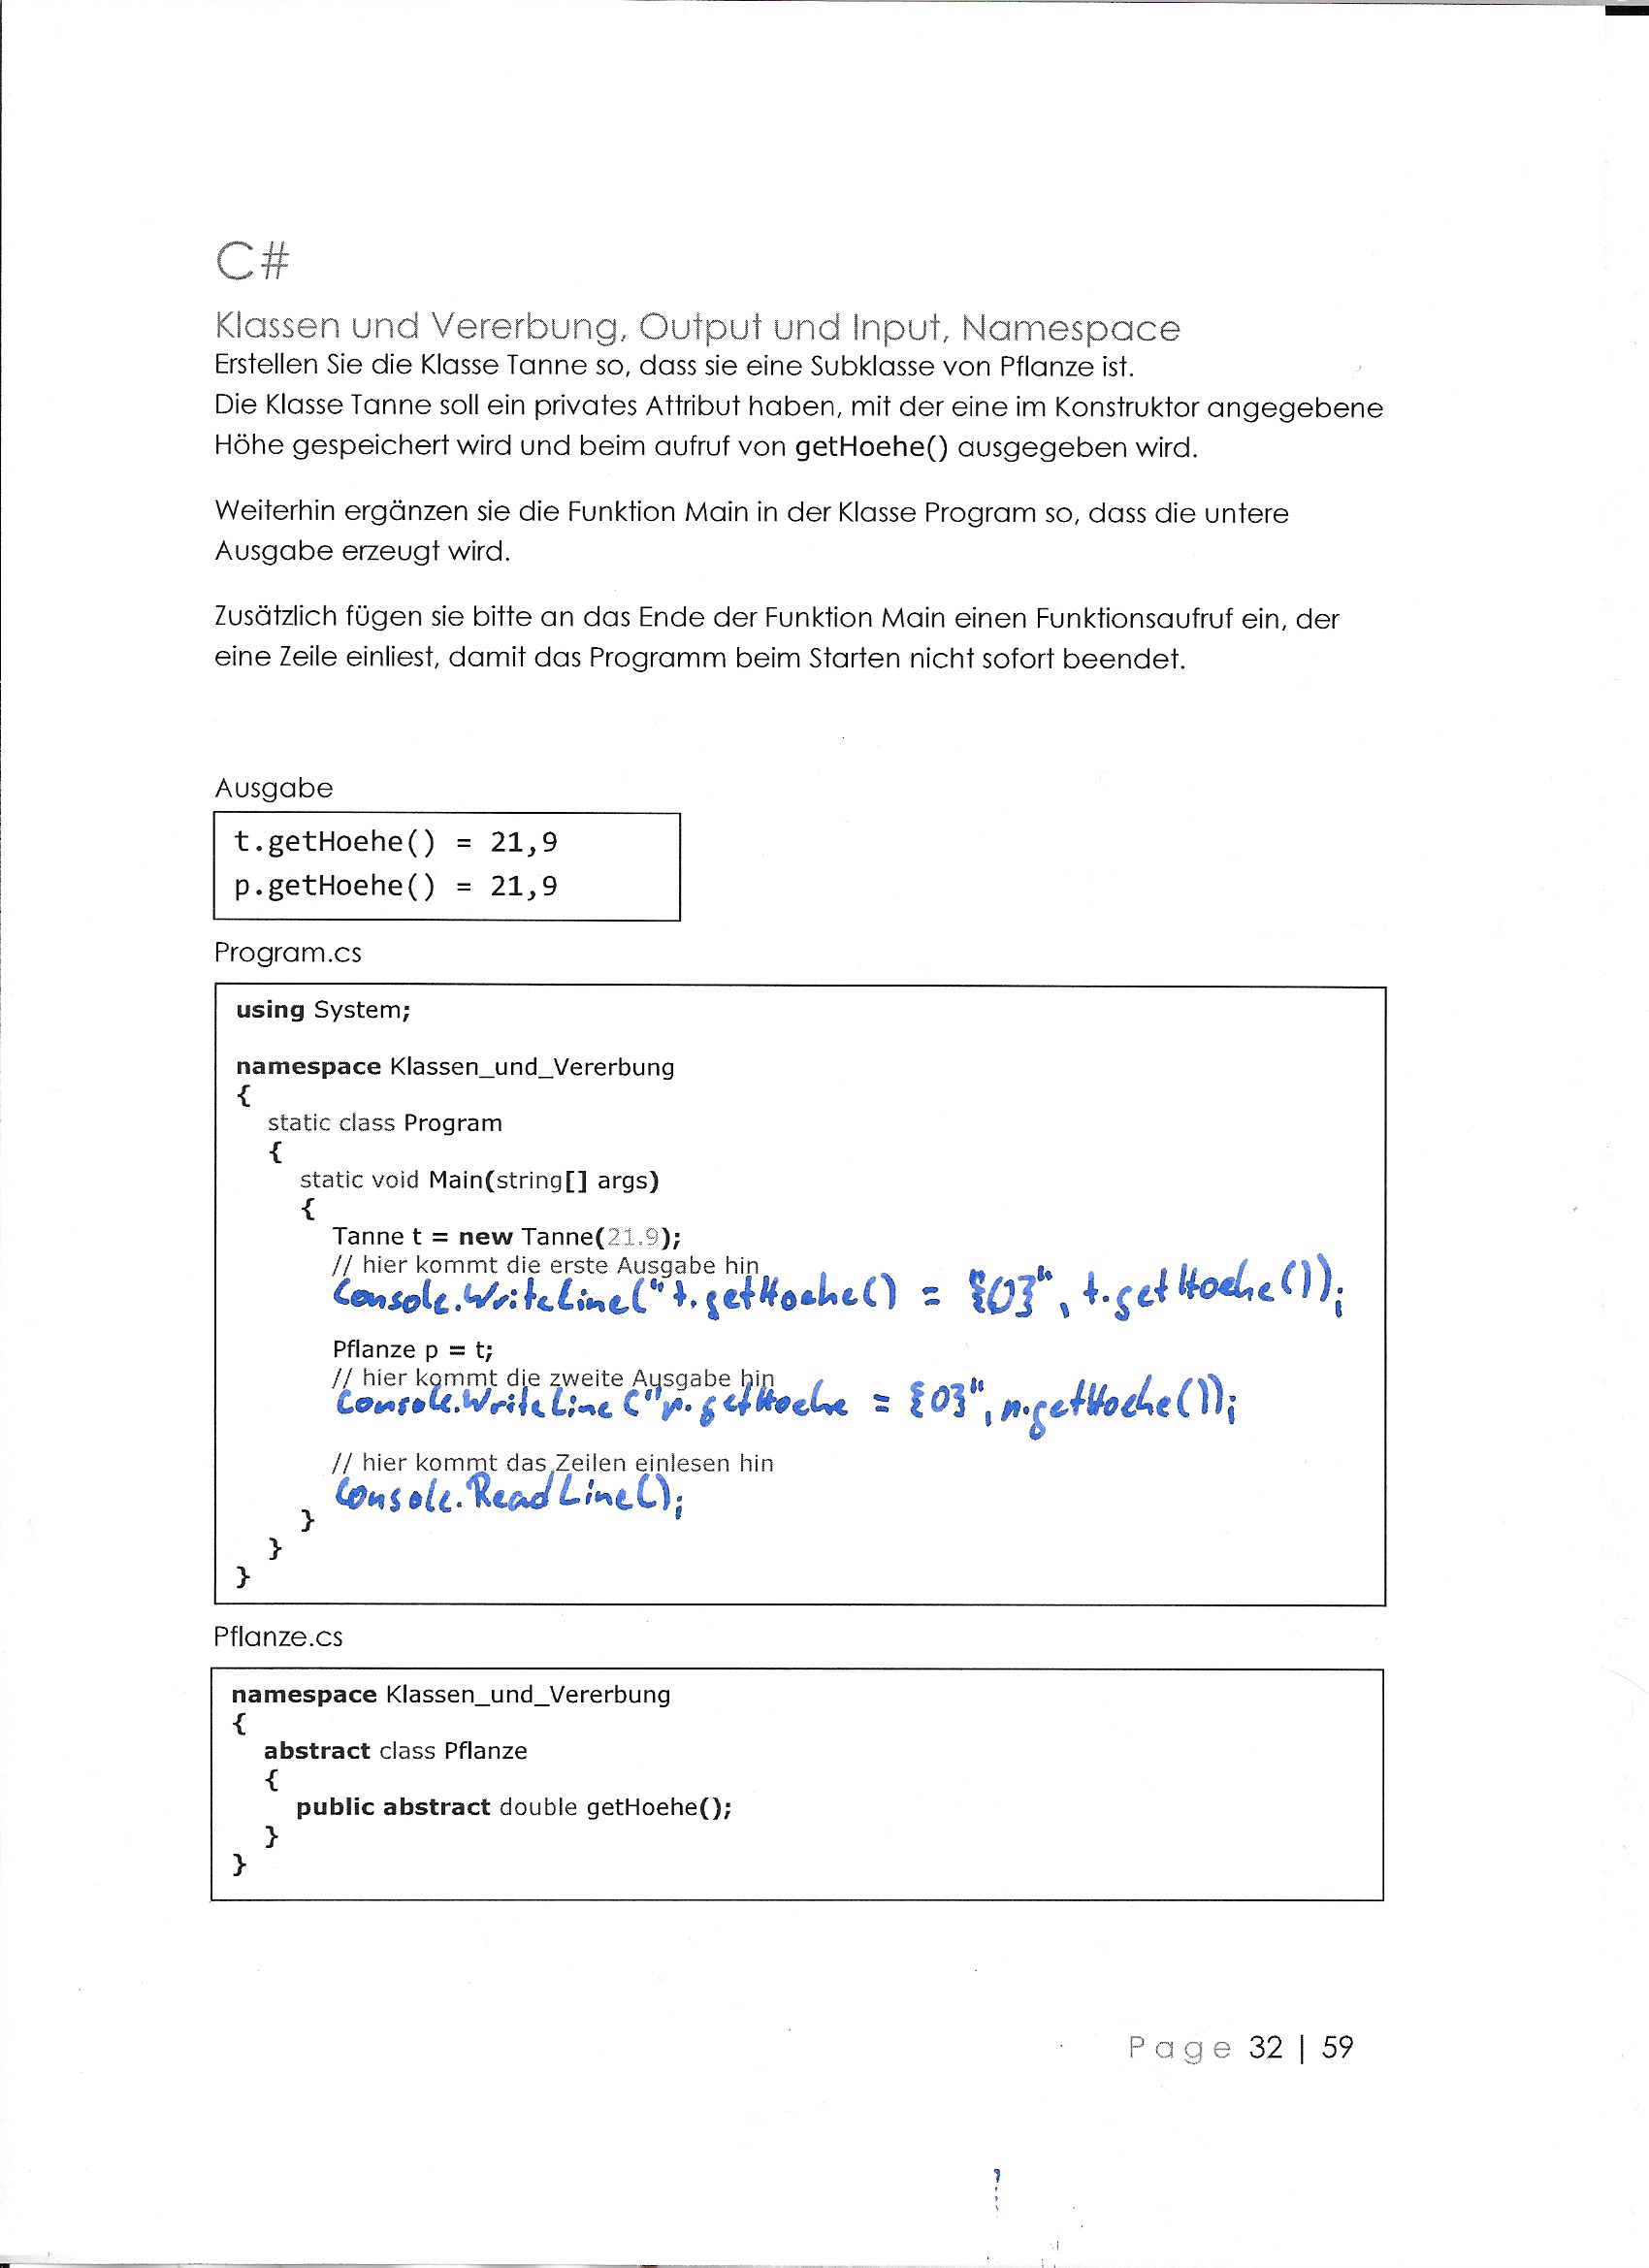 C#
Klassen und Vererbung, Output und Input, Namespace
Erstellen Sie die Klasse Tanne so, dass sie eine Subklasse von Pflanze ist.
Die Klasse Tanne soll ein privates Attribut haben, mit der eine im Konstruktor angegebene
Höhe gespeichert wird und beim aufruf von getHoehe() ausgegeben wird.
Weiterhin ergänzen sie die Funktion Main in der Klasse Program so, dass die untere
Ausgabe erzeugt wird.
Zusätzlich fügen sie bitte an das Ende der Funktion Main einen Funktionsaufruf ein, der
eine Zeile einliest, damit das Programm beim Starten nicht sofort beendet.
Ausgabe
t.getHoehe() = 21,9
p.getHoehe() = 21,9
Program.cs
using System;
namespace Klassen_und_Vererbung
{
static class Program
{
static void Main(string[] args)
{
Tanne t = new Tanne(21.9);
// hier kommt die erste Ausgabe hin
Console.WriteLine("t.getHoehe() = {0}", t.getHoehe());
Pflanze p = t;
// hier kommt die zweite Ausgabe hin
Console.WriteLine("p.getHoehe = {0}", p.getHoehe());
// hier kommt das Zeilen einlesen hin
Console.ReadLine();
}
}
}
Pflanze.cs
namespace Klassen_und_Vererbung
{
abstract class Pflanze
{
public abstract double getHoehe();
}
}
Page 32 | 59